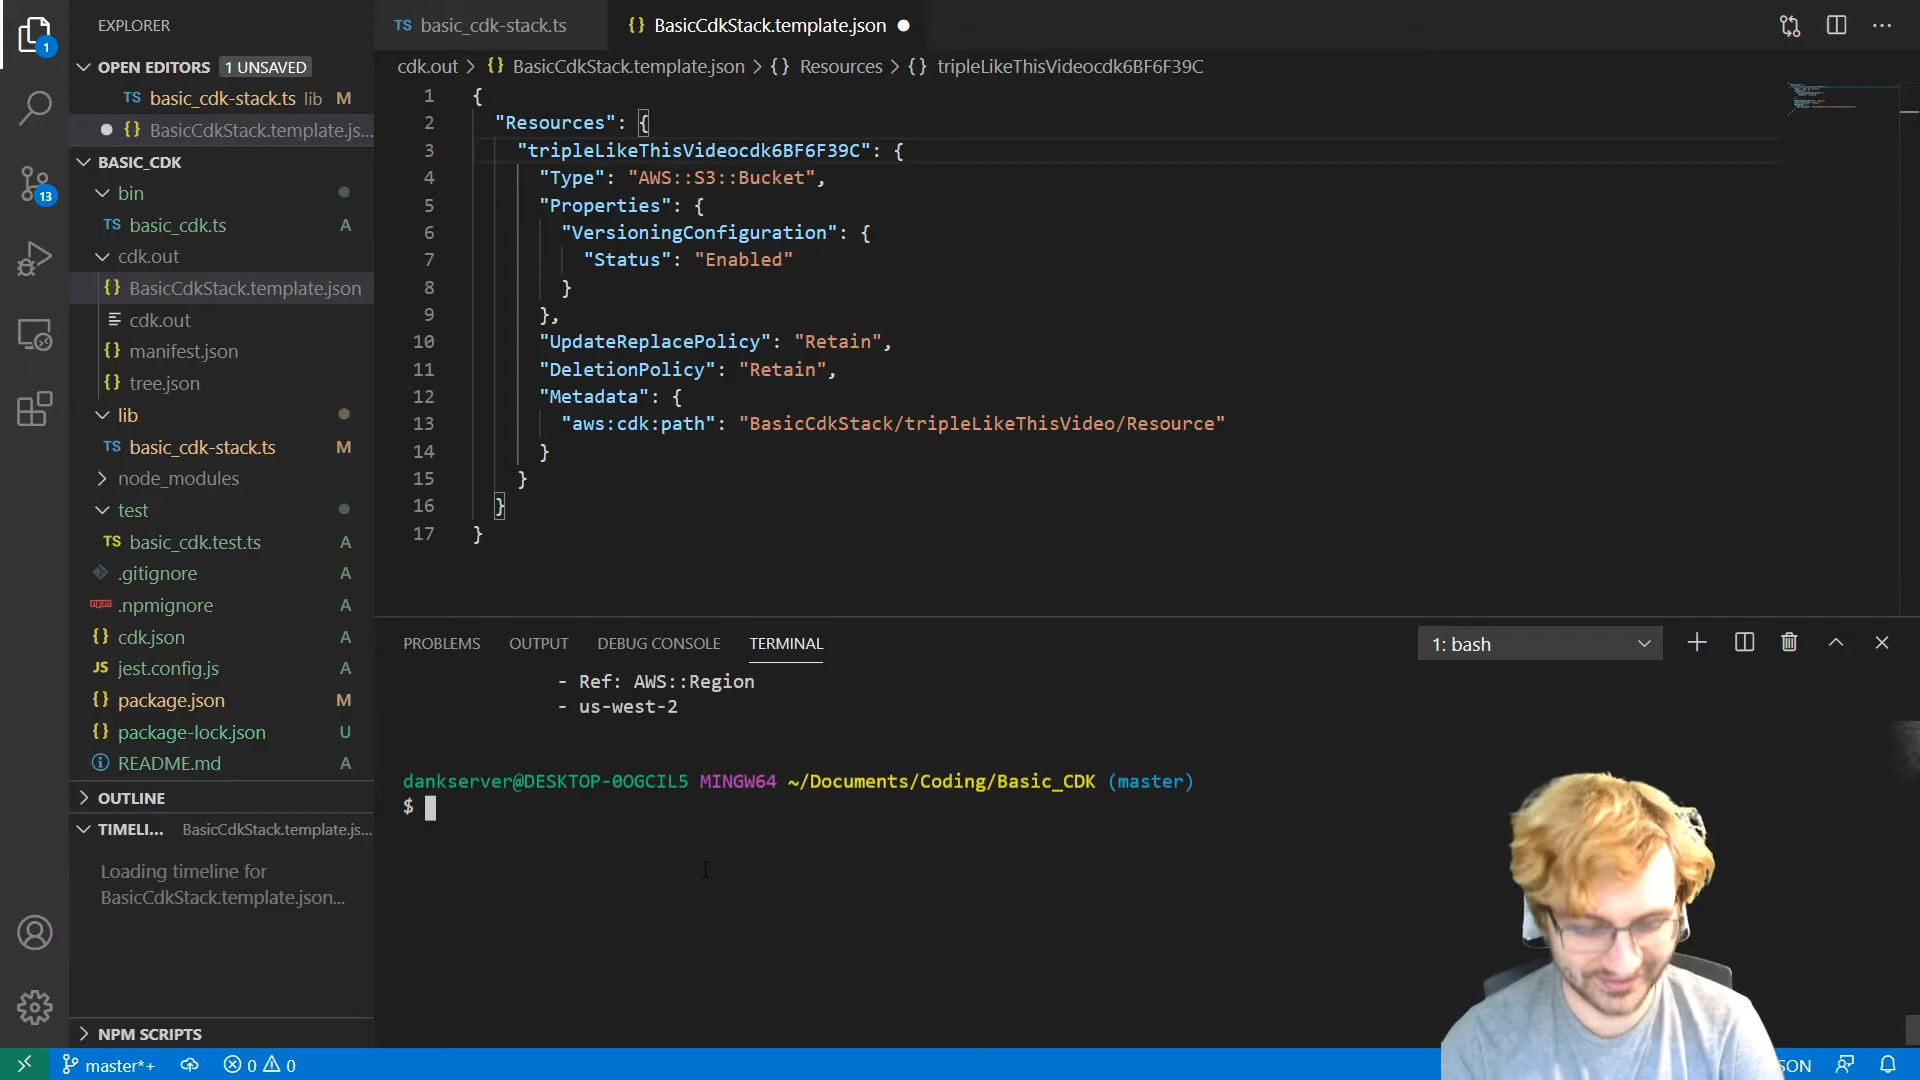 EXPLORER
OPEN EDITORS 1 UNSAVED
TS basic_cdk-stack.ts lib M
{} BasicCdkStack.template.js...
BASIC_CDK
bin
TS basic_cdk.ts A
cdk.out
{} BasicCdkStack.template.json
cdk.out
{} manifest.json
{} tree.json
lib
TS basic_cdk-stack.ts M
node_modules
test
TS basic_cdk.test.ts A
.gitignore A
npm .npmignore A
{} cdk.json A
JS jest.config.js A
{} package.json M
{} package-lock.json U
README.md A
OUTLINE
TIMELI... BasicCdkStack.template.js...
Loading timeline for
BasicCdkStack.template.json...
NPM SCRIPTS
1
13
TS basic_cdk-stack.ts
{} BasicCdkStack.template.json
cdk.out > {} BasicCdkStack.template.json > {} Resources > {} tripleLikeThisVideocdk6BF6F39C
1 {
2 "Resources": {
3 "tripleLikeThisVideocdk6BF6F39C": {
4 "Type": "AWS::S3::Bucket",
5 "Properties": {
6 "VersioningConfiguration": {
7 "Status": "Enabled"
8 }
9 },
10 "UpdateReplacePolicy": "Retain",
11 "DeletionPolicy": "Retain",
12 "Metadata": {
13 "aws:cdk:path": "BasicCdkStack/tripleLikeThisVideo/Resource"
14 }
15 }
16 }
17 }
PROBLEMS OUTPUT DEBUG CONSOLE TERMINAL
1: bash
- Ref: AWS::Region
- us-west-2
dankserver@DESKTOP-0OGCIL5 MINGW64 ~/Documents/Coding/Basic_CDK (master)
$
master*+ 0 0
SON